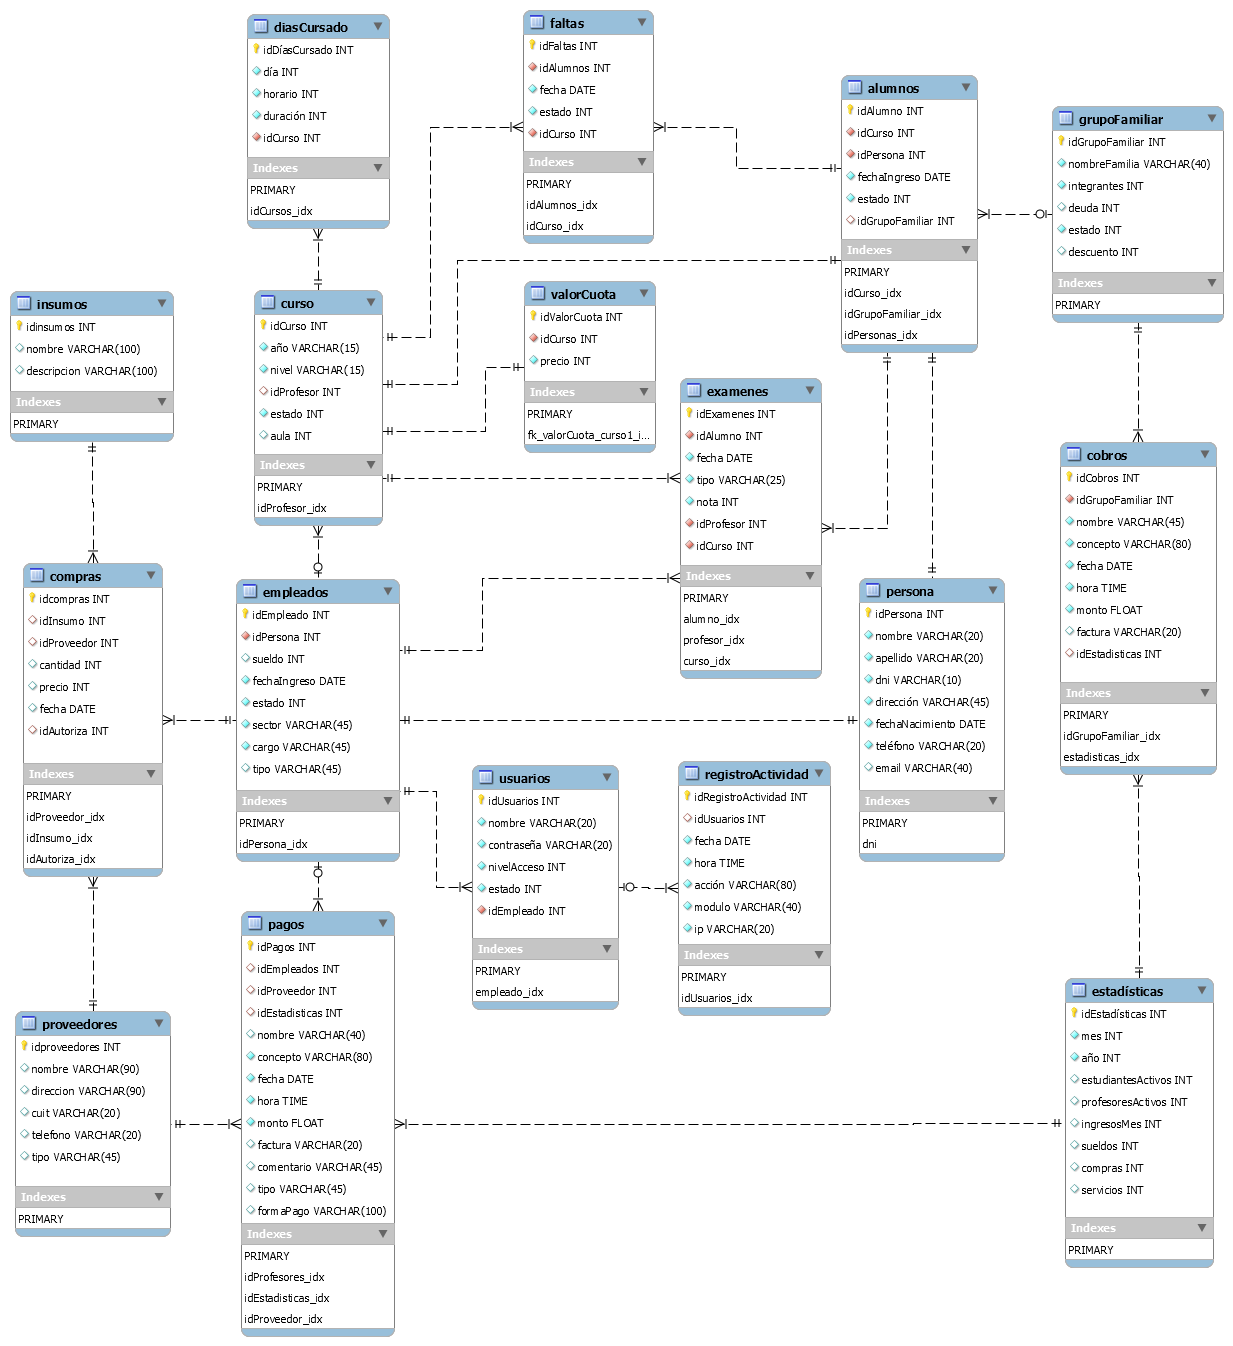 diasCursado
idDíasCursado INT
día INT
horario INT
duración INT
idCurso INT
Indexes
PRIMARY
idCursos_idx
faltas
idFaltas INT
idAlumnos INT
fecha DATE
estado INT
idCurso INT
Indexes
PRIMARY
idAlumnos_idx
idCurso_idx
alumnos
idAlumno INT
idCurso INT
idPersona INT
fechaIngreso DATE
estado INT
idGrupoFamiliar INT
Indexes
PRIMARY
idCurso_idx
idGrupoFamiliar_idx
idPersonas_idx
grupoFamiliar
idGrupoFamiliar INT
nombreFamilia VARCHAR(40)
integrantes INT
deuda INT
estado INT
descuento INT
Indexes
PRIMARY
insumos
idinsumos INT
nombre VARCHAR(100)
descripcion VARCHAR(100)
Indexes
PRIMARY
curso
idCurso INT
año VARCHAR(15)
nivel VARCHAR(15)
idProfesor INT
estado INT
aula INT
Indexes
PRIMARY
idProfesor_idx
valorCuota
idValorCuota INT
idCurso INT
precio INT
Indexes
PRIMARY
fk_valorCuota_curso1_i...
examenes
idExamenes INT
idAlumno INT
fecha DATE
tipo VARCHAR(25)
nota INT
idProfesor INT
idCurso INT
Indexes
PRIMARY
alumno_idx
profesor_idx
curso_idx
cobros
idCobros INT
idGrupoFamiliar INT
nombre VARCHAR(45)
concepto VARCHAR(80)
fecha DATE
hora TIME
monto FLOAT
factura VARCHAR(20)
idEstadisticas INT
Indexes
PRIMARY
idGrupoFamiliar_idx
estadisticas_idx
compras
idcompras INT
idInsumo INT
idProveedor INT
cantidad INT
precio INT
fecha DATE
idAutoriza INT
Indexes
PRIMARY
idProveedor_idx
idInsumo_idx
idAutoriza_idx
empleados
idEmpleado INT
idPersona INT
sueldo INT
fechaIngreso DATE
estado INT
sector VARCHAR(45)
cargo VARCHAR(45)
tipo VARCHAR(45)
Indexes
PRIMARY
idPersona_idx
persona
idPersona INT
nombre VARCHAR(20)
apellido VARCHAR(20)
dni VARCHAR(10)
dirección VARCHAR(45)
fechaNacimiento DATE
teléfono VARCHAR(20)
email VARCHAR(40)
Indexes
PRIMARY
dni
usuarios
idUsuarios INT
nombre VARCHAR(20)
contraseña VARCHAR(20)
nivelAcceso INT
estado INT
idEmpleado INT
Indexes
PRIMARY
empleado_idx
registroActividad
idRegistroActividad INT
idUsuarios INT
fecha DATE
hora TIME
acción VARCHAR(80)
modulo VARCHAR(40)
ip VARCHAR(20)
Indexes
PRIMARY
idUsuarios_idx
pagos
idPagos INT
idEmpleados INT
idProveedor INT
idEstadisticas INT
nombre VARCHAR(40)
concepto VARCHAR(80)
fecha DATE
hora TIME
monto FLOAT
factura VARCHAR(20)
comentario VARCHAR(45)
tipo VARCHAR(45)
formaPago VARCHAR(100)
Indexes
PRIMARY
idProfesores_idx
idEstadisticas_idx
idProveedor_idx
proveedores
idproveedores INT
nombre VARCHAR(90)
direccion VARCHAR(90)
cuit VARCHAR(20)
telefono VARCHAR(20)
tipo VARCHAR(45)
Indexes
PRIMARY
estadísticas
idEstadísticas INT
mes INT
año INT
estudiantesActivos INT
profesoresActivos INT
ingresosMes INT
sueldos INT
compras INT
servicios INT
Indexes
PRIMARY